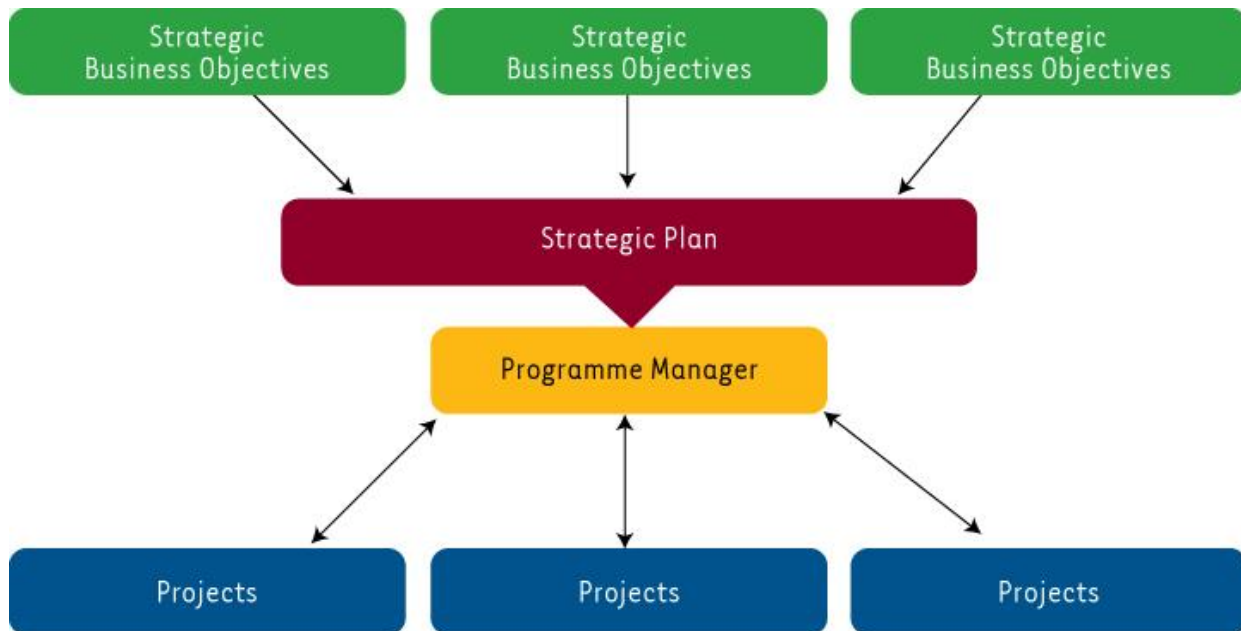 Strategic
Business Objectives
Strategic
Business Objectives
Strategic
Business Objectives
Strategic Plan
Programme Manager
Projects
Projects
Projects